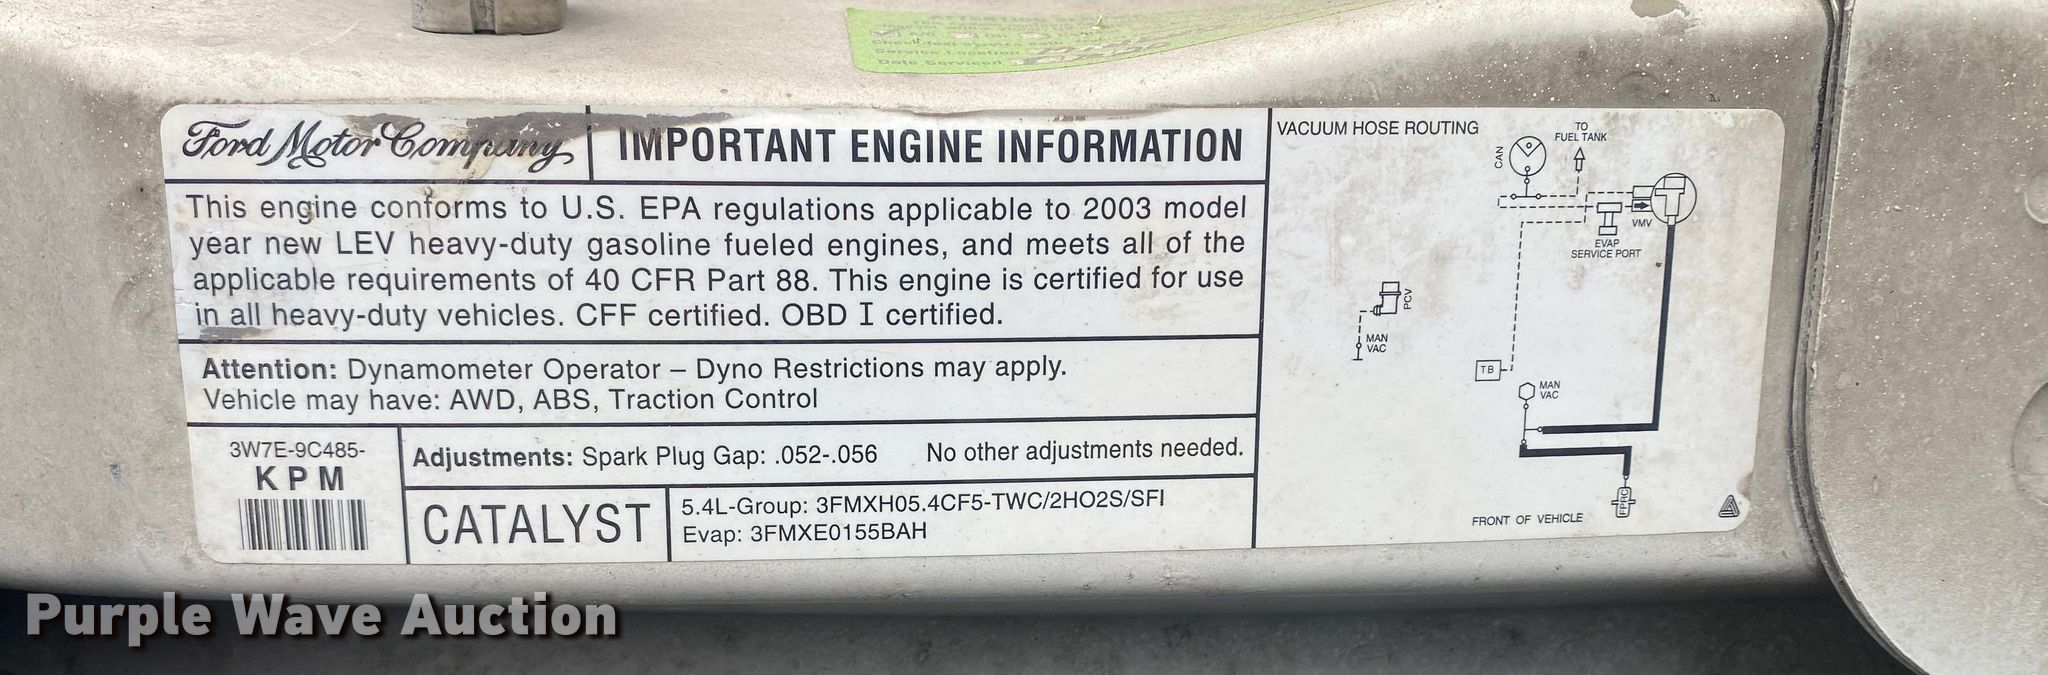 Ford Motor Company
IMPORTANT ENGINE INFORMATION
This engine conforms to U.S. EPA regulations applicable to 2003 model
year new LEV heavy-duty gasoline fueled engines, and meets all of the
applicable requirements of 40 CFR Part 88. This engine is certified for use
in all heavy-duty vehicles. CFF certified. OBD I certified.
Attention: Dynamometer Operator – Dyno Restrictions may apply.
Vehicle may have: AWD, ABS, Traction Control
3W7E-9C485-
KPM
Adjustments: Spark Plug Gap: .052-.056 No other adjustments needed.
CATALYST
5.4L-Group: 3FMXH05.4CF5-TWC/2HO2S/SFI
Evap: 3FMXE0155BAH
VACUUM HOSE ROUTING
CAN
TO
FUEL TANK
VMV
EVAP
SERVICE PORT
PCV
MAN
VAC
TB
MAN
VAC
FPRC
FRONT OF VEHICLE
Service Location
Date Serviced
Purple Wave Auction